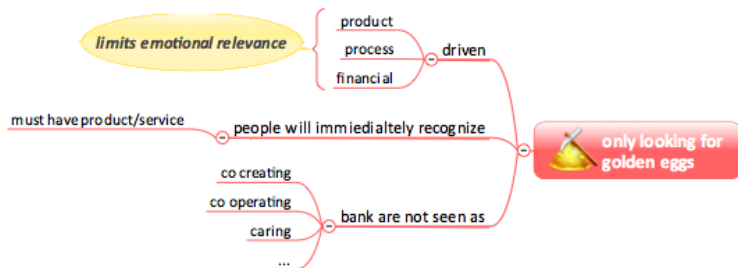 limits emotional relevance
product
process
financial
driven
must have product/service
people will immiedialtely recognize
only looking for
golden eggs
co creating
co operating
caring
...
bank are not seen as